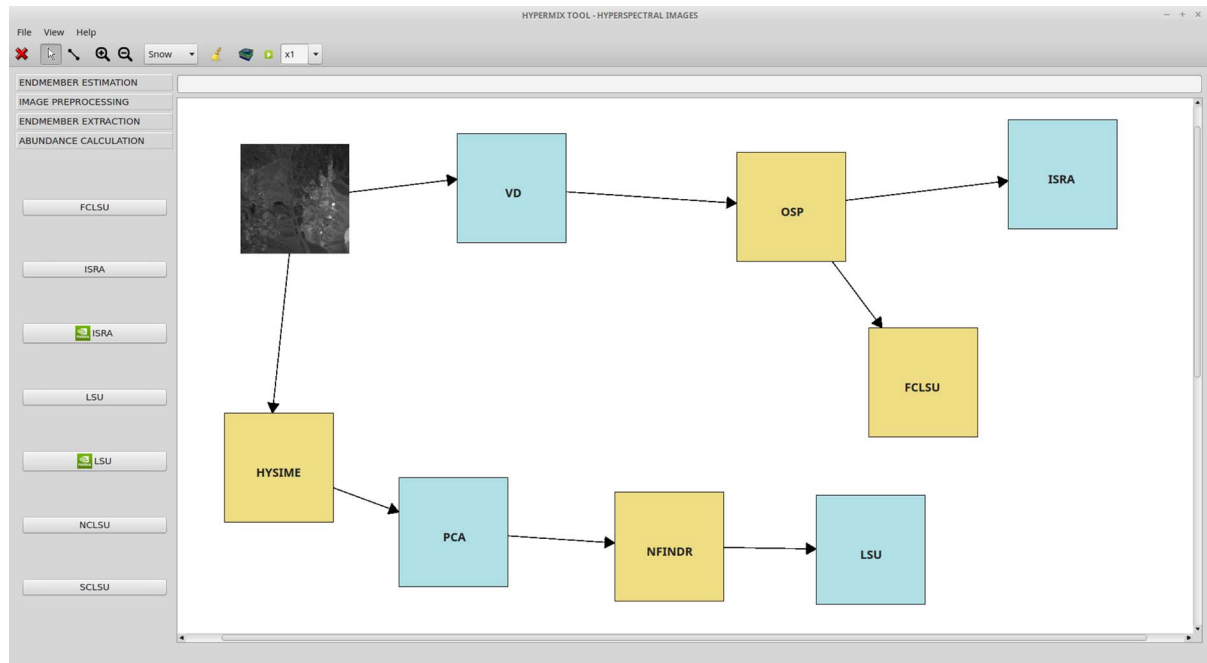 HYPERMIX TOOL - HYPERSPECTRAL IMAGES
File View Help
Snow x1
ENDMEMBER ESTIMATION
IMAGE PREPROCESSING
ENDMEMBER EXTRACTION
ABUNDANCE CALCULATION
FCLSU
ISRA
ISRA
LSU
LSU
NCLSU
SCLSU
VD
OSP
ISRA
FCLSU
HYSIME
PCA
NFINDR
LSU